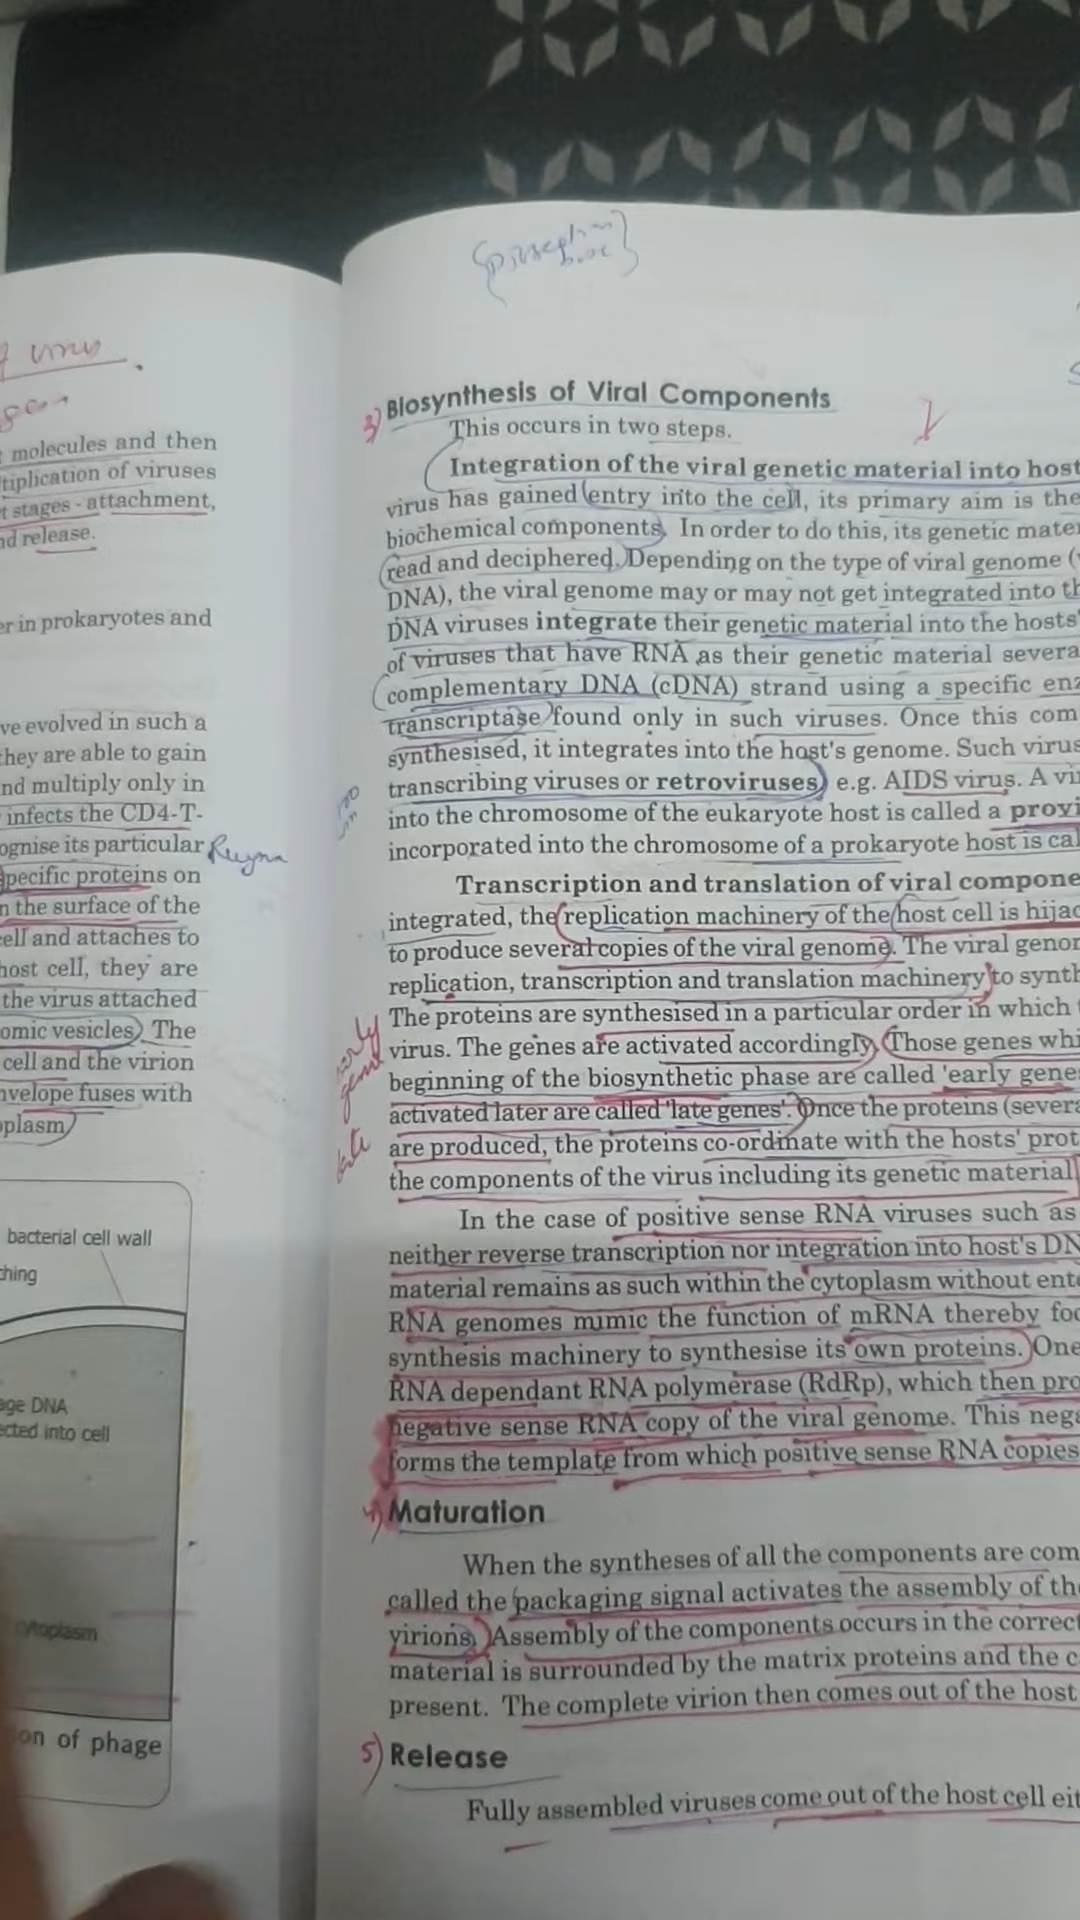 virus
molecules and then
tiplication of viruses
t stages - attachment,
nd release.
er in prokaryotes and
ve evolved in such a
they are able to gain
nd multiply only in
infects the CD4-T-
ognise its particular
pecific proteins on
n the surface of the
cell and attaches to
host cell, they are
the virus attached
omic vesicles. The
cell and the virion
nvelope fuses with
oplasm
bacterial cell wall
ching
age DNA
ected into cell
cytoplasm
on of phage
3) Biosynthesis of Viral Components
This occurs in two steps.
Integration of the viral genetic material into host
virus has gained entry into the cell, its primary aim is the
biochemical components. In order to do this, its genetic mater
read and deciphered. Depending on the type of viral genome (
DNA), the viral genome may or may not get integrated into th
DNA viruses integrate their genetic material into the hosts'
of viruses that have RNA as their genetic material severa
complementary DNA (cDNA) strand using a specific enz
transcriptase found only in such viruses. Once this com
synthesised, it integrates into the host's genome. Such virus
transcribing viruses or retroviruses e.g. AIDS virus. A vi
into the chromosome of the eukaryote host is called a provi
incorporated into the chromosome of a prokaryote host is cal
Transcription and translation of viral compone
integrated, the replication machinery of the host cell is hijac
to produce several copies of the viral genome. The viral genom
replication, transcription and translation machinery to synth
The proteins are synthesised in a particular order in which
virus. The genes are activated accordingly. Those genes whi
beginning of the biosynthetic phase are called 'early gene
activated later are called 'late genes'. Once the proteins (severa
are produced, the proteins co-ordinate with the hosts' prot
the components of the virus including its genetic material
early
gene
late
In the case of positive sense RNA viruses such as
neither reverse transcription nor integration into host's DN
material remains as such within the cytoplasm without ente
RNA genomes mimic the function of mRNA thereby foo
synthesis machinery to synthesise its own proteins. One
RNA dependant RNA polymerase (RdRp), which then pro
negative sense RNA copy of the viral genome. This nega
forms the template from which positive sense RNA copies
4) Maturation
When the syntheses of all the components are com
called the packaging signal activates the assembly of th
virions. Assembly of the components occurs in the correct
material is surrounded by the matrix proteins and the c
present. The complete virion then comes out of the host
5) Release
Fully assembled viruses come out of the host cell eit